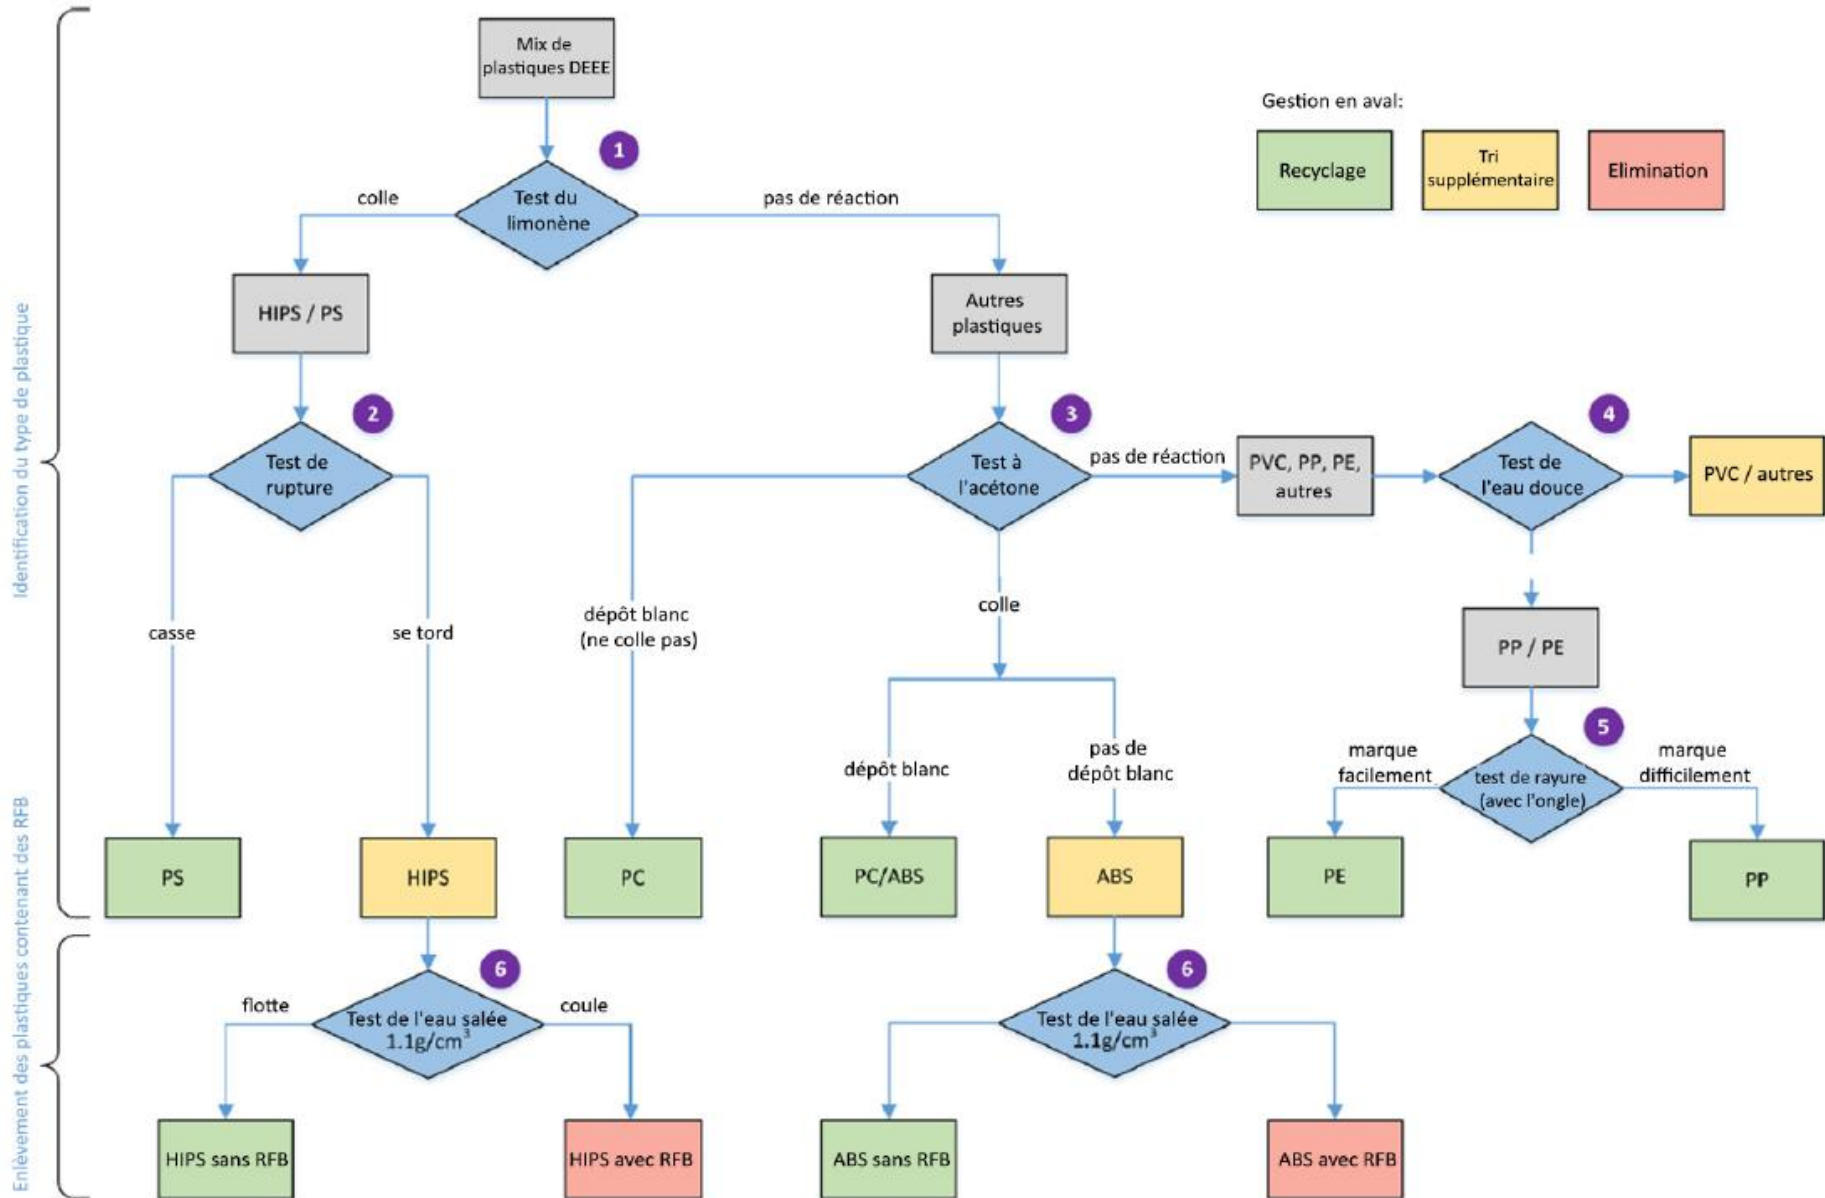 Mix de
plastiques DEEE
Gestion en aval:
1
Recyclage
Tri
supplémentaire
Elimination
Test du
limonène
colle
pas de réaction
HIPS / PS
Autres
plastiques
Identification du type de plastique
2
3
4
Test de
rupture
Test à
l'acétone
pas de réaction
PVC, PP, PE,
autres
Test de
l'eau douce
PVC / autres
casse
se tord
dépôt blanc
(ne colle pas)
colle
PP / PE
5
dépôt blanc
pas de
dépôt blanc
marque
facilement
test de rayure
(avec l'ongle)
marque
difficilement
PS
HIPS
PC
PC/ABS
ABS
PE
PP
Enlèvement des plastiques contenant des RFB
6
6
flotte
Test de l'eau salée
1.1g/cm³
coule
Test de l'eau salée
1.1g/cm³
HIPS sans RFB
HIPS avec RFB
ABS sans RFB
ABS avec RFB